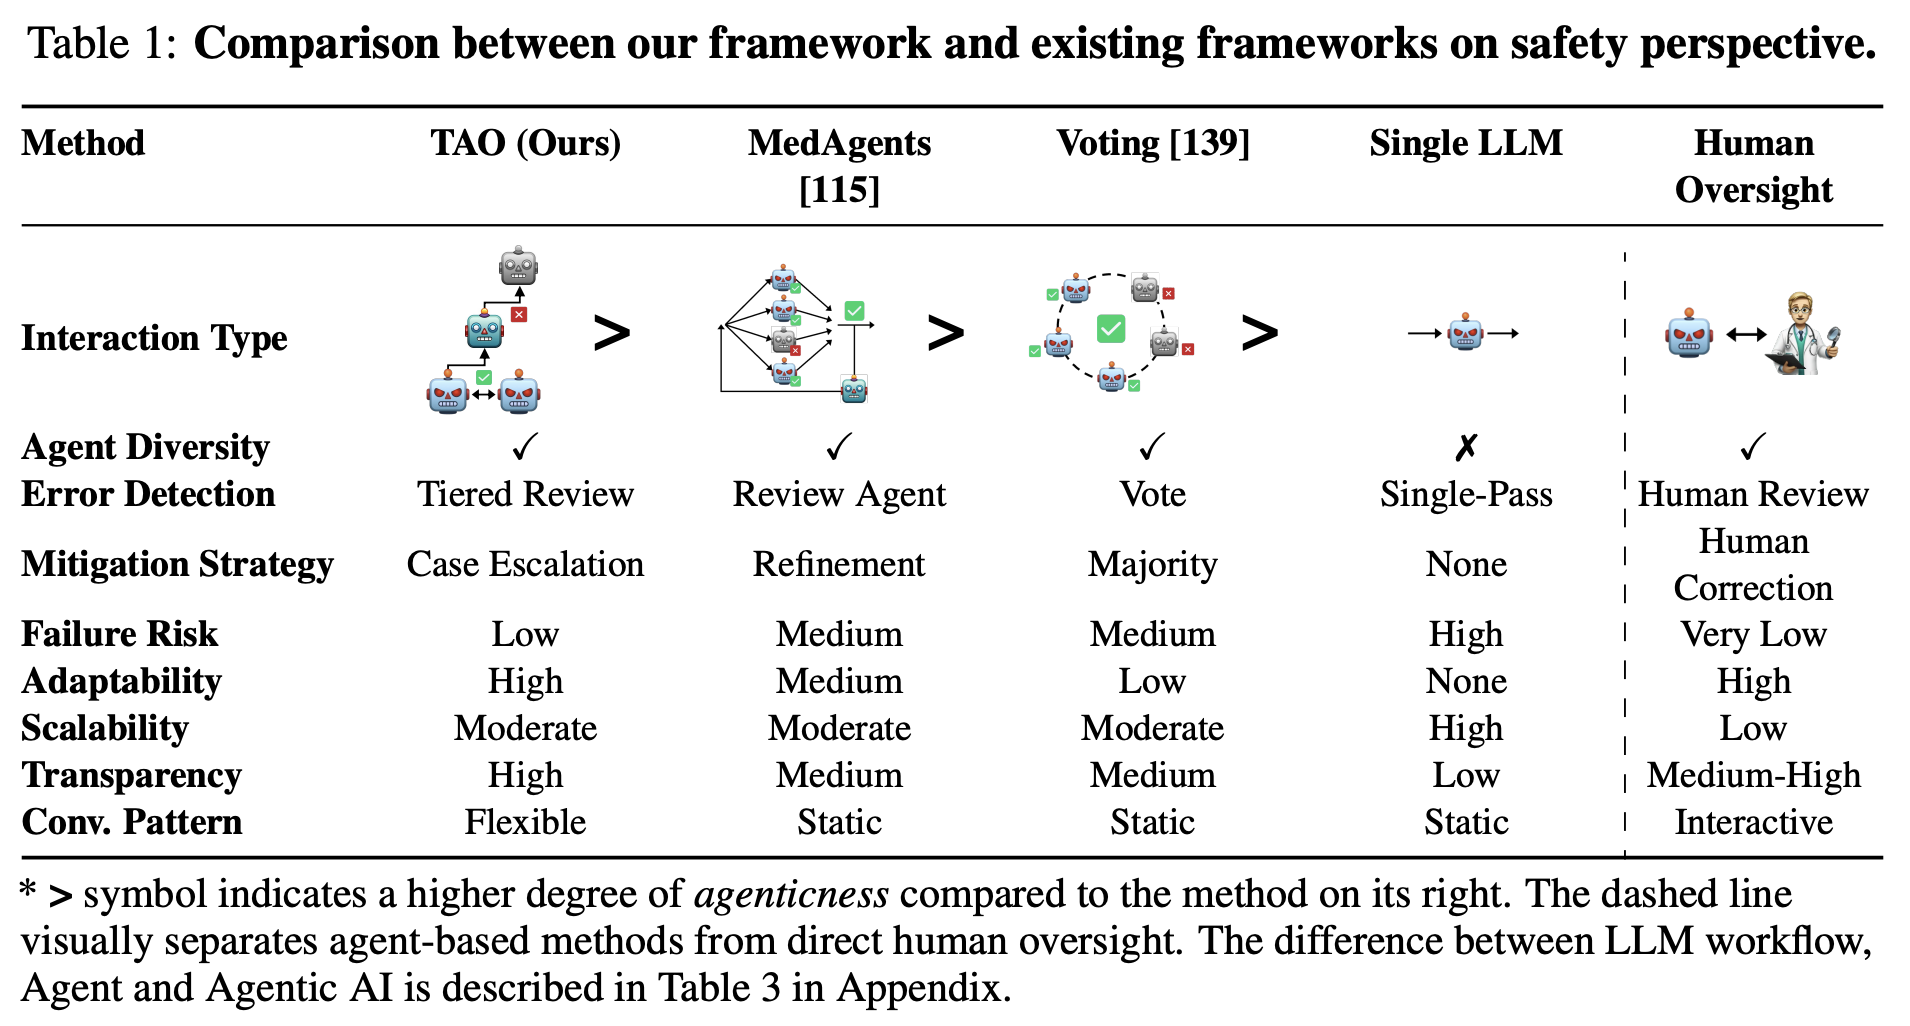 Table 1: Comparison between our framework and existing frameworks on safety perspective.
Method TAO (Ours) MedAgents [115] Voting [139] Single LLM Human Oversight
Interaction Type > > >
Agent Diversity ✓ ✓ ✓ ✗ ✓
Error Detection Tiered Review Review Agent Vote Single-Pass Human Review
Mitigation Strategy Case Escalation Refinement Majority None Human Correction
Failure Risk Low Medium Medium High Very Low
Adaptability High Medium Low None High
Scalability Moderate Moderate Moderate High Low
Transparency High Medium Medium Low Medium-High
Conv. Pattern Flexible Static Static Static Interactive
* > symbol indicates a higher degree of agenticness compared to the method on its right. The dashed line
visually separates agent-based methods from direct human oversight. The difference between LLM workflow,
Agent and Agentic AI is described in Table 3 in Appendix.